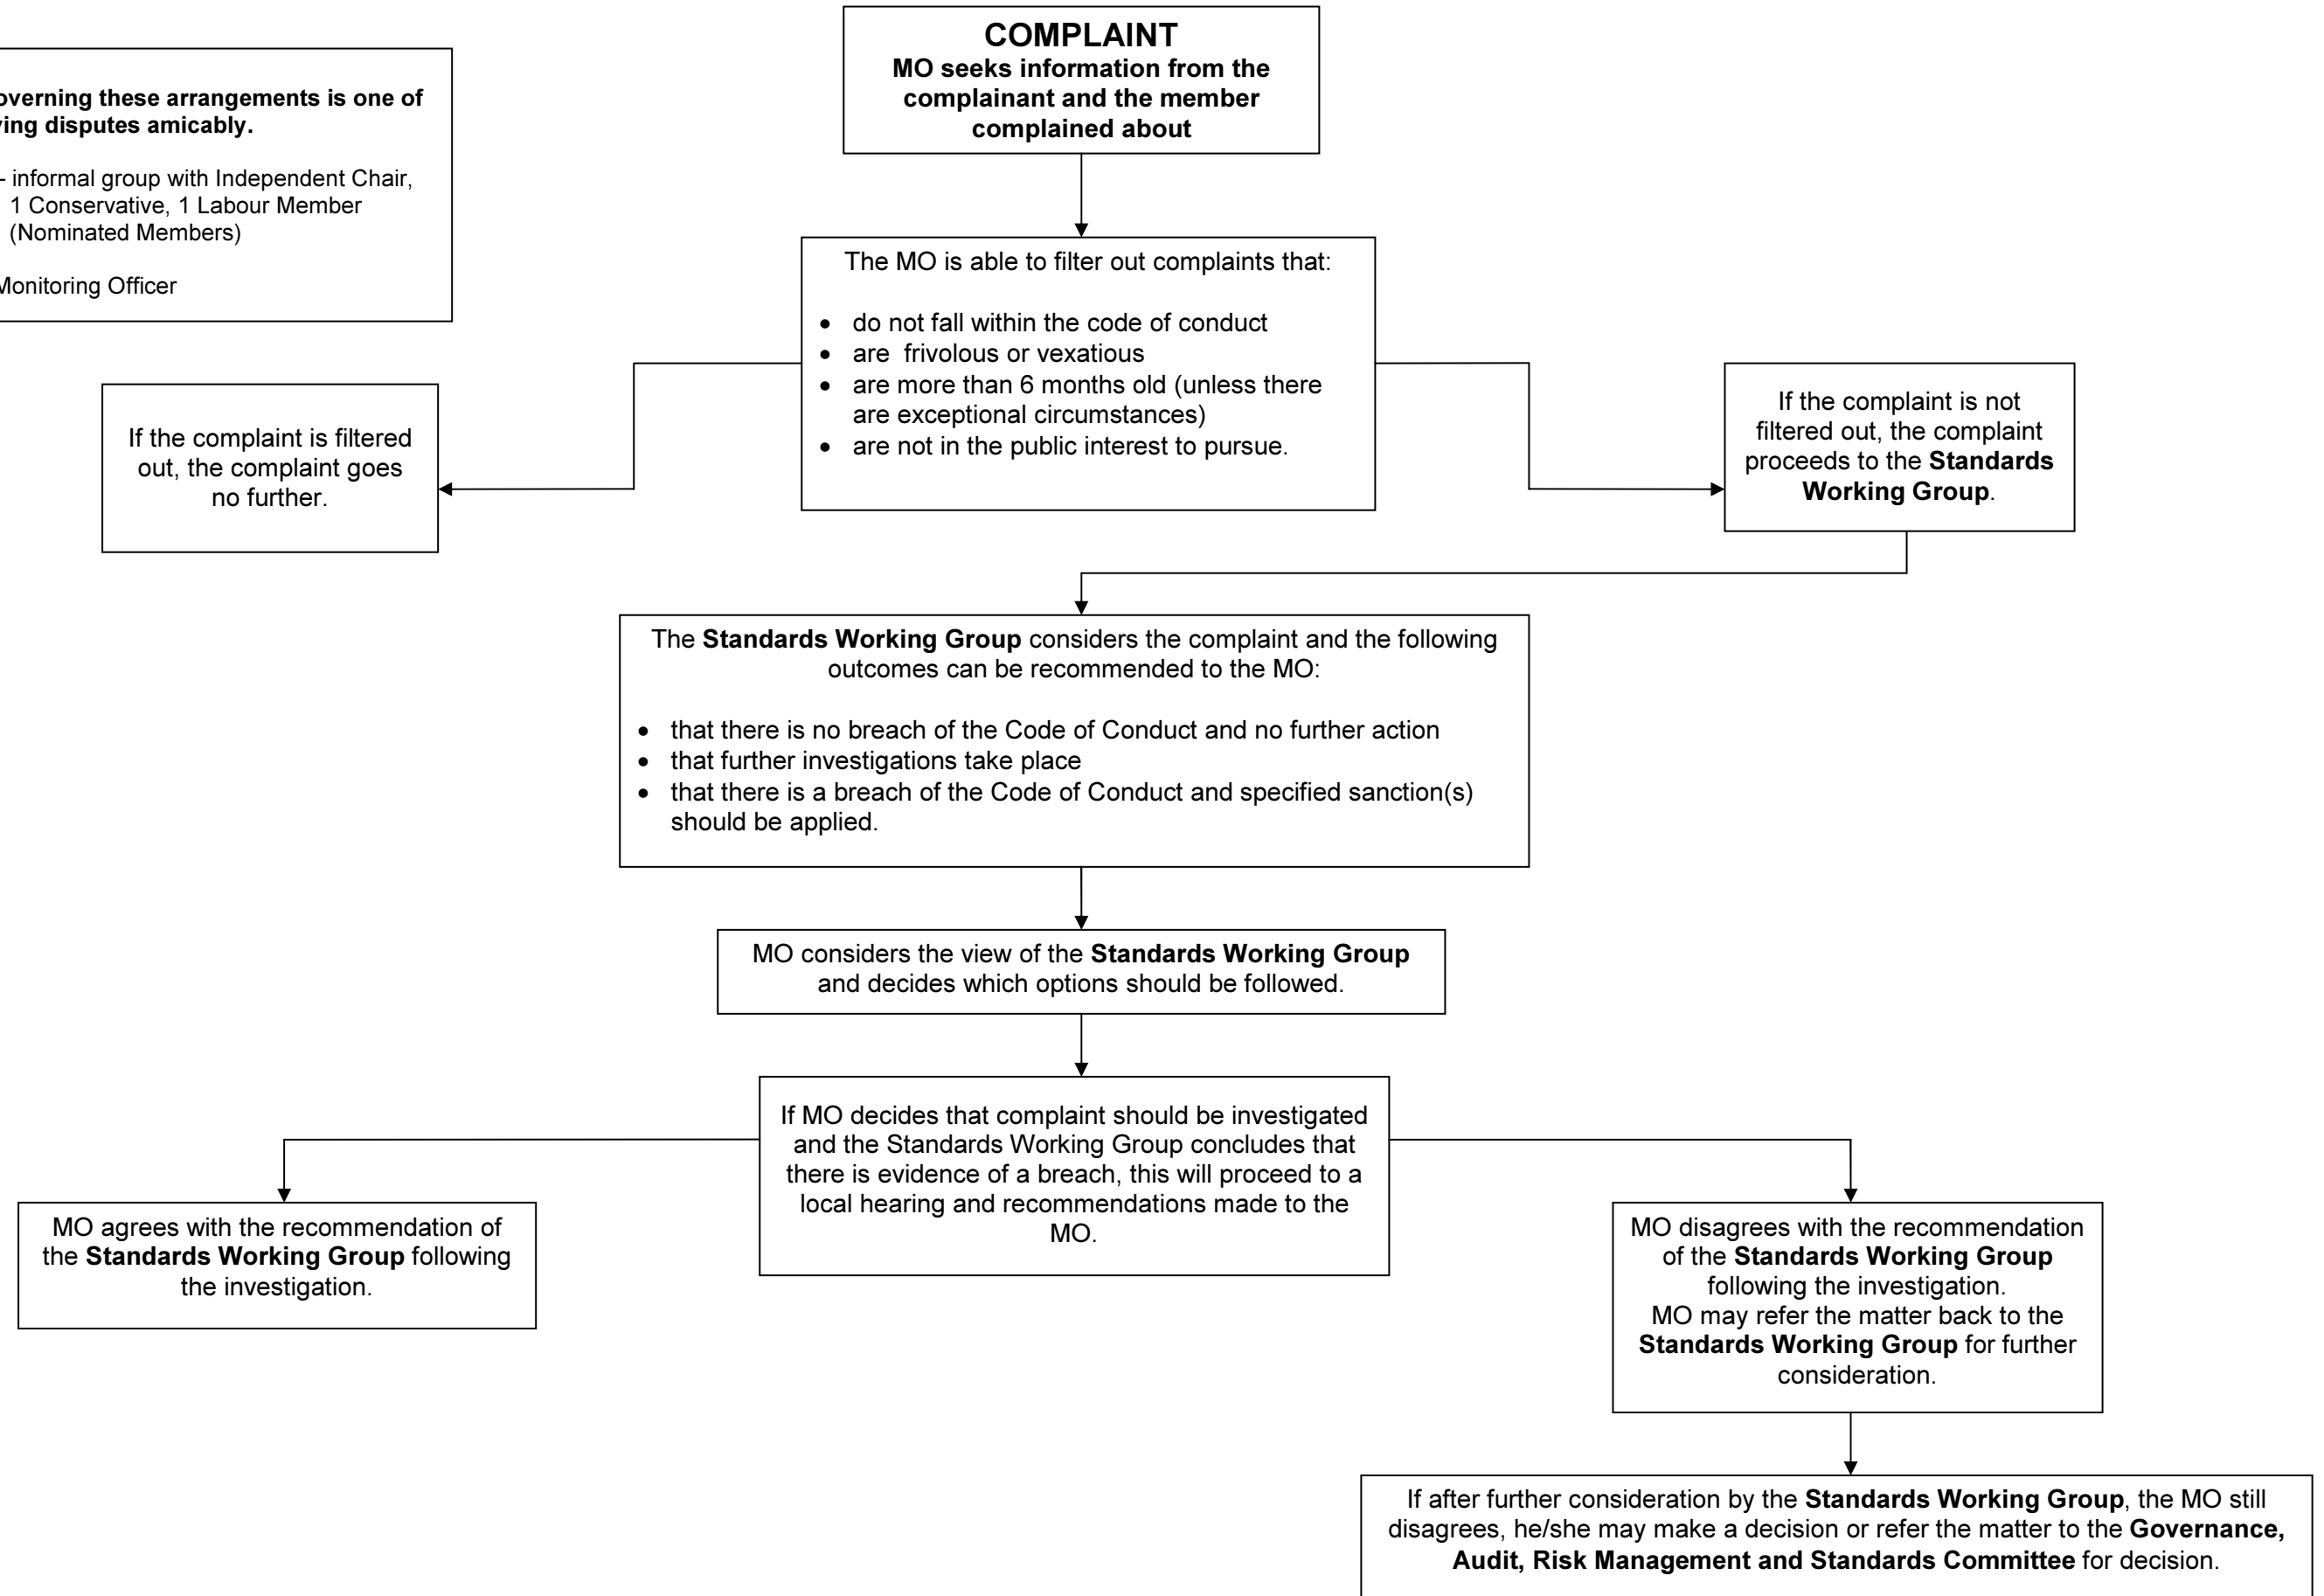 COMPLAINT
MO seeks information from the
complainant and the member
complained about
overning these arrangements is one of
ving disputes amicably.
- informal group with Independent Chair,
1 Conservative, 1 Labour Member
(Nominated Members)
Monitoring Officer
The MO is able to filter out complaints that:
• do not fall within the code of conduct
• are frivolous or vexatious
• are more than 6 months old (unless there
are exceptional circumstances)
• are not in the public interest to pursue.
If the complaint is filtered
out, the complaint goes
no further.
If the complaint is not
filtered out, the complaint
proceeds to the Standards
Working Group.
The Standards Working Group considers the complaint and the following
outcomes can be recommended to the MO:
• that there is no breach of the Code of Conduct and no further action
• that further investigations take place
• that there is a breach of the Code of Conduct and specified sanction(s)
should be applied.
MO considers the view of the Standards Working Group
and decides which options should be followed.
If MO decides that complaint should be investigated
and the Standards Working Group concludes that
there is evidence of a breach, this will proceed to a
local hearing and recommendations made to the
MO.
MO agrees with the recommendation of
the Standards Working Group following
the investigation.
MO disagrees with the recommendation
of the Standards Working Group
following the investigation.
MO may refer the matter back to the
Standards Working Group for further
consideration.
If after further consideration by the Standards Working Group, the MO still
disagrees, he/she may make a decision or refer the matter to the Governance,
Audit, Risk Management and Standards Committee for decision.